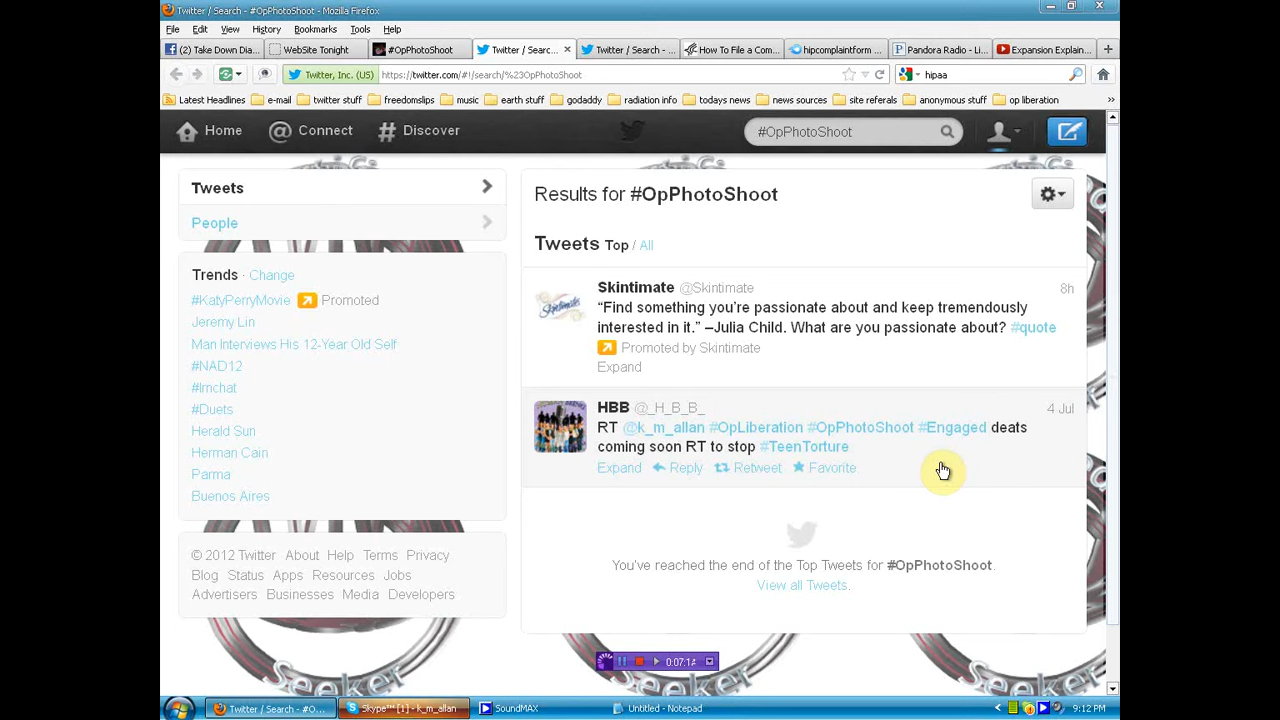 Twitter / Search - #OpPhotoShoot - Mozilla Firefox
File Edit View History Bookmarks Tools Help
(2) Take Down Dia...
WebSite Tonight
#OpPhotoShoot
Twitter / Searc...
Twitter / Search - ...
How To File a Com...
hipcomplaintform ...
Pandora Radio - Li...
Expansion Explain...
Twitter, Inc. (US) https://twitter.com/#!/search/%23OpPhotoShoot
hipaa
Latest Headlines e-mail twitter stuff freedomslips music earth stuff godaddy radiation info todays news news sources site referals anonymous stuff op liberation
Home @ Connect # Discover
#OpPhotoShoot
Tweets
People
Trends · Change
#KatyPerryMovie Promoted
Jeremy Lin
Man Interviews His 12-Year Old Self
#NAD12
#lrnchat
#Duets
Herald Sun
Herman Cain
Parma
Buenos Aires
© 2012 Twitter About Help Terms Privacy
Blog Status Apps Resources Jobs
Advertisers Businesses Media Developers
Results for #OpPhotoShoot
Tweets Top / All
Skintimate @Skintimate 8h
“Find something you’re passionate about and keep tremendously
interested in it.” –Julia Child. What are you passionate about? #quote
Promoted by Skintimate
Expand
HBB @_H_B_B_ 4 Jul
RT @k_m_allan #OpLiberation #OpPhotoShoot #Engaged deats
coming soon RT to stop #TeenTorture
Expand Reply Retweet Favorite
You've reached the end of the Top Tweets for #OpPhotoShoot.
View all Tweets.
Seeker
Seeker
Seeker
Twitter / Search - #O...
Skype™ [1] - k_m_allan
SoundMAX
Untitled - Notepad
9:12 PM